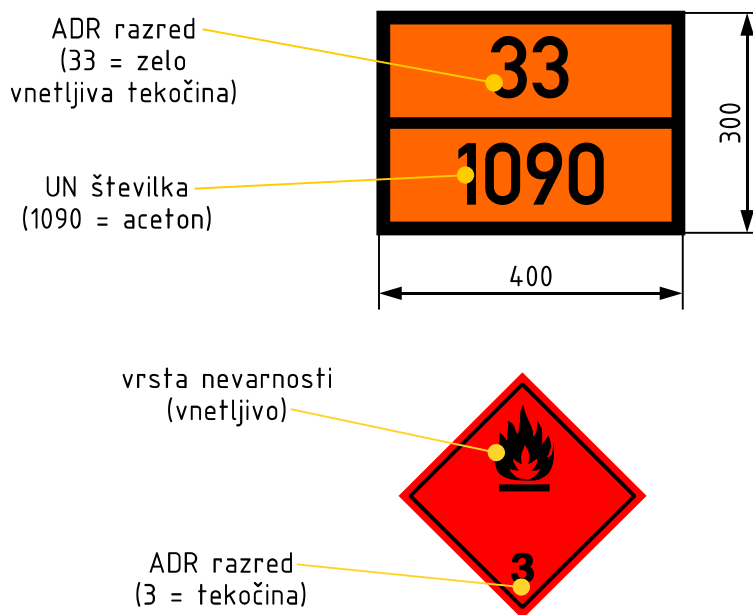 ADR razred
(33 = zelo
vnetljiva tekočina)
33
1090
300
UN številka
(1090 = aceton)
400
vrsta nevarnosti
(vnetljivo)
ADR razred
(3 = tekočina)
3